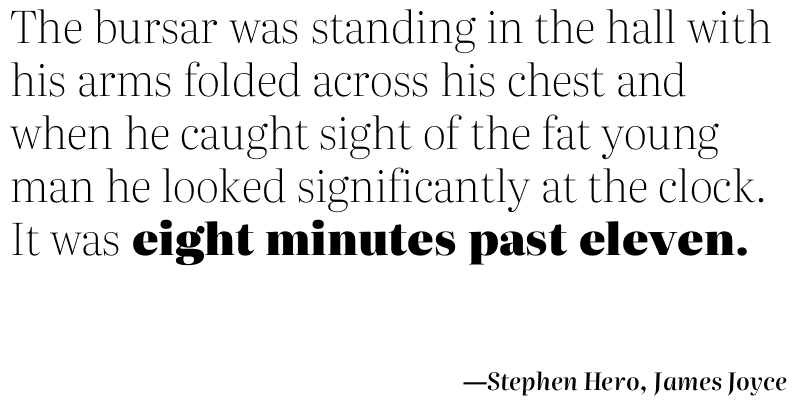 The bursar was standing in the hall with
his arms folded across his chest and
when he caught sight of the fat young
man he looked significantly at the clock.
It was eight minutes past eleven.
—Stephen Hero, James Joyce